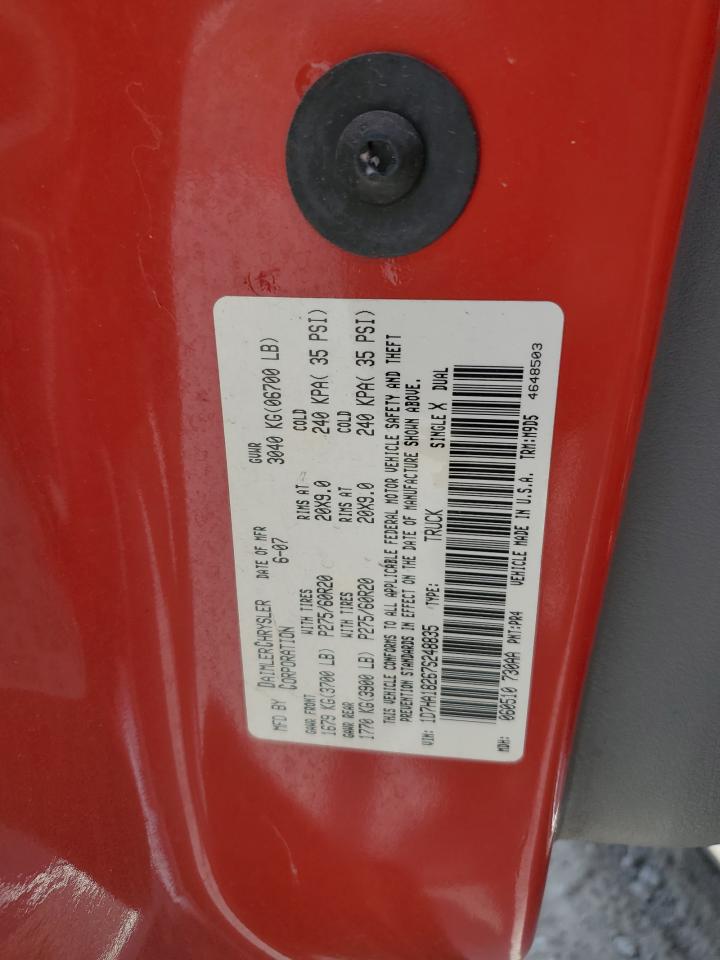 MFD BY DAIMLERCHRYSLER CORPORATION DATE OF MFR 6-07 GVWR 3040 KG(06700 LB)
GAWR FRONT WITH TIRES RIMS AT COLD
1679 KG(3700 LB) P275/60R20 20X9.0 240 KPA( 35 PSI)
GAWR REAR WITH TIRES RIMS AT COLD
1770 KG(3900 LB) P275/60R20 20X9.0 240 KPA( 35 PSI)
THIS VEHICLE CONFORMS TO ALL APPLICABLE FEDERAL MOTOR VEHICLE SAFETY AND THEFT
PREVENTION STANDARDS IN EFFECT ON THE DATE OF MANUFACTURE SHOWN ABOVE.
VIN: 1D7HA18267S248835 TYPE: TRUCK SINGLE X DUAL
MDH: 060510 730AA PNT:PR4 VEHICLE MADE IN U.S.A. TRM:M9D5 4648503